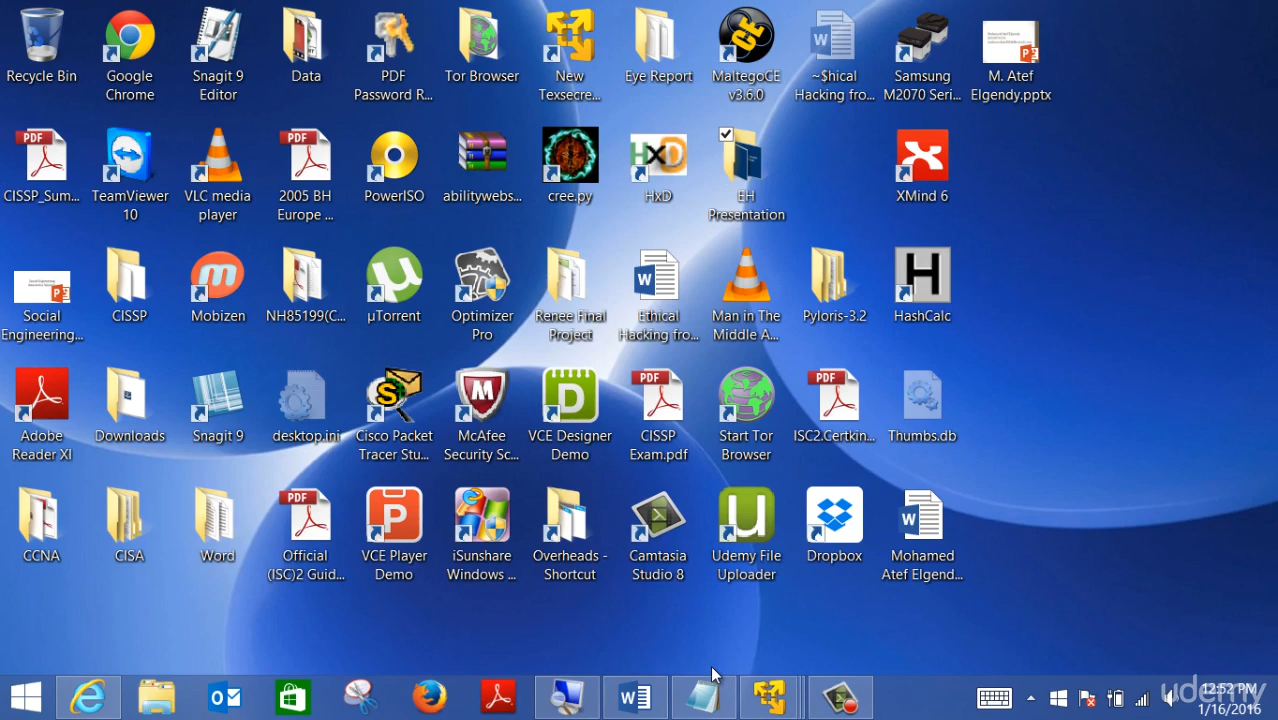 Recycle Bin
Google
Chrome
Snagit 9
Editor
Data
PDF
Password R...
Tor Browser
New
Texsecre...
Eye Report
MaltegoCE
v3.6.0
~$hical
Hacking fro...
Samsung
M2070 Seri...
M. Atef
Elgendy.pptx
CISSP_Sum...
TeamViewer
10
VLC media
player
2005 BH
Europe ...
PowerISO
abilitywebs...
cree.py
HxD
EH
Presentation
XMind 6
Social
Engineering...
CISSP
Mobizen
NH85199(C...
µTorrent
Optimizer
Pro
Renee Final
Project
Ethical
Hacking fro...
Man in The
Middle A...
Pyloris-3.2
HashCalc
Adobe
Reader XI
Downloads
Snagit 9
desktop.ini
Cisco Packet
Tracer Stu...
McAfee
Security Sc...
VCE Designer
Demo
CISSP
Exam.pdf
Start Tor
Browser
ISC2.Certkin...
Thumbs.db
CCNA
CISA
Word
Official
(ISC)2 Guid...
VCE Player
Demo
iSunshare
Windows ...
Overheads -
Shortcut
Camtasia
Studio 8
Udemy File
Uploader
Dropbox
Mohamed
Atef Elgend...
12:52 PM
1/16/2016
udemy